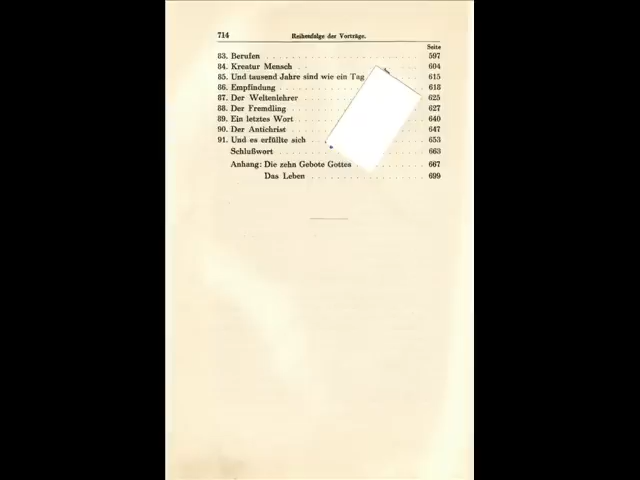 714 Reihenfolge der Vorträge.
Seite
83. Berufen 597
84. Kreatur Mensch 604
85. Und tausend Jahre sind wie ein Tag 615
86. Empfindung 618
87. Der Weltenlehrer 625
88. Der Fremdling 627
89. Ein letztes Wort 640
90. Der Antichrist 647
91. Und es erfüllte sich 653
Schlußwort 663
Anhang: Die zehn Gebote Gottes 667
Das Leben 699